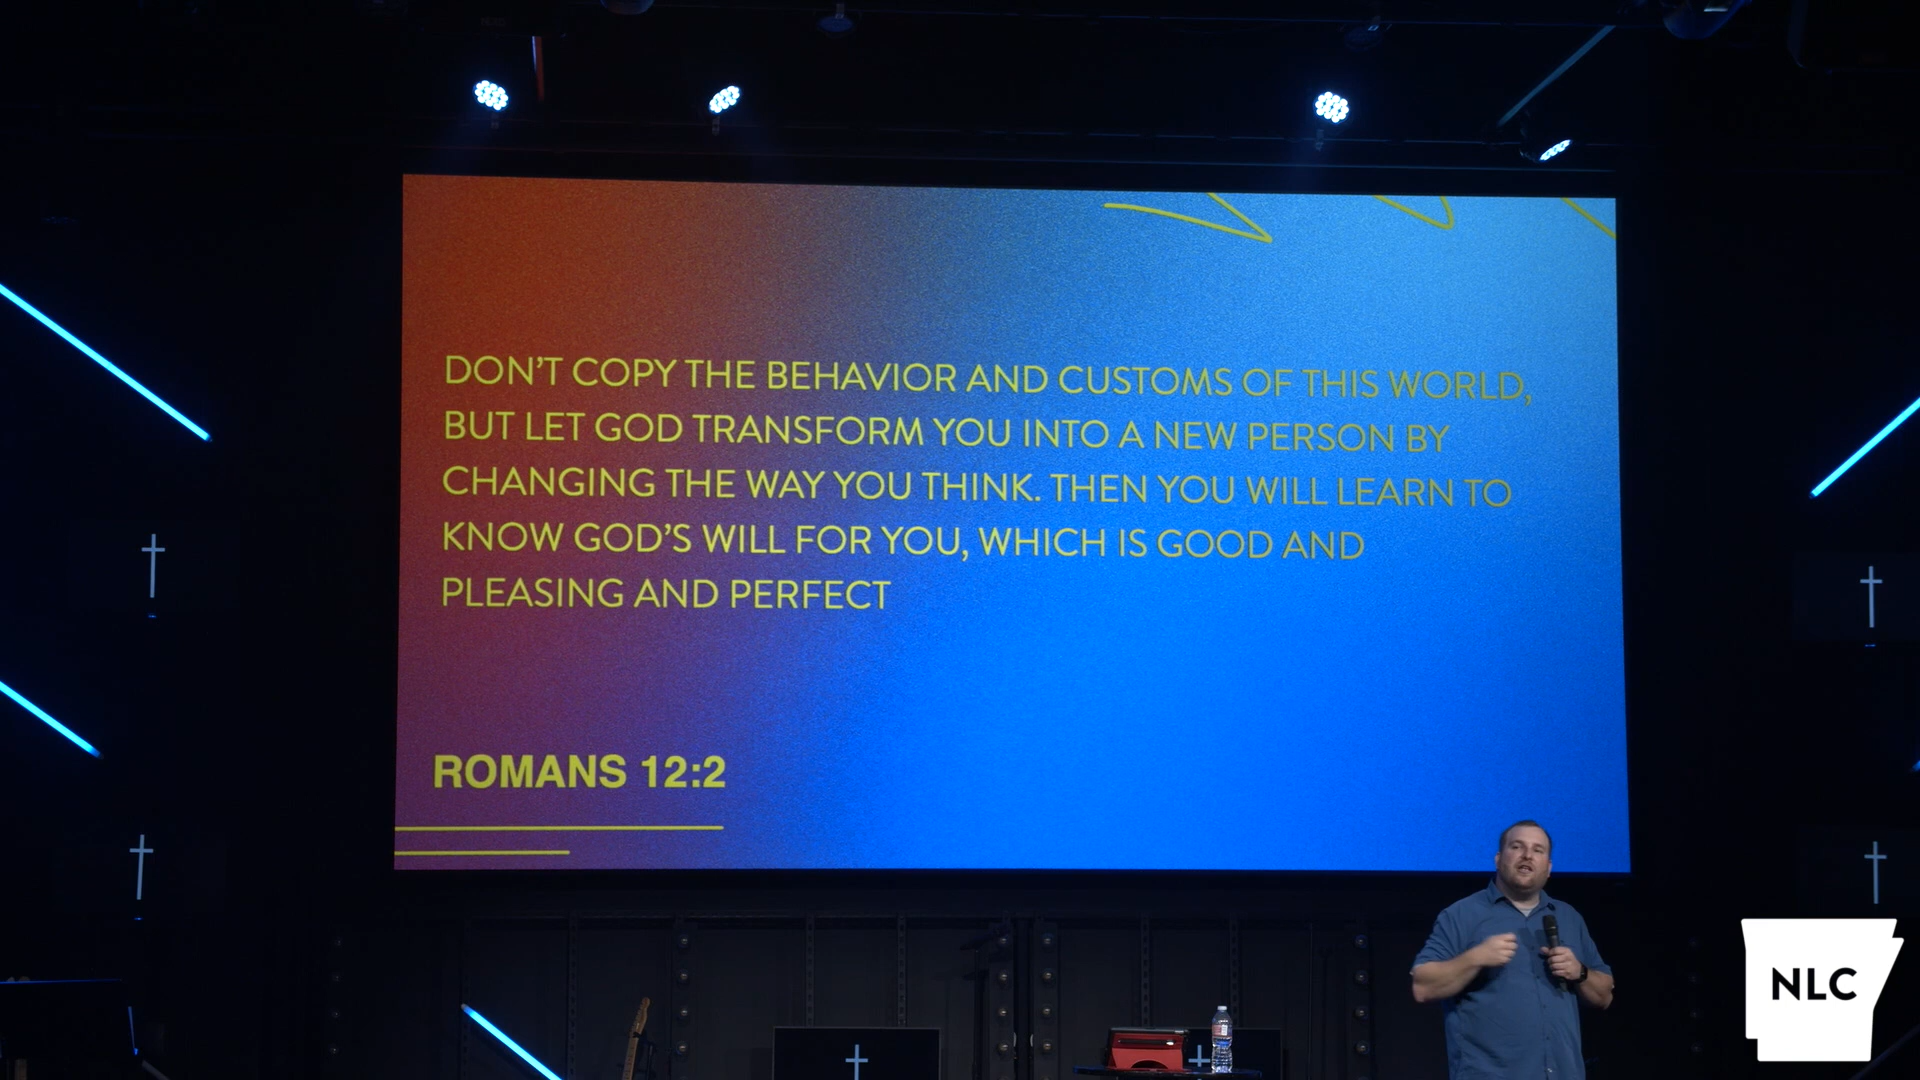 DON'T COPY THE BEHAVIOR AND CUSTOMS OF THIS WORLD,
BUT LET GOD TRANSFORM YOU INTO A NEW PERSON BY
CHANGING THE WAY YOU THINK. THEN YOU WILL LEARN TO
KNOW GOD'S WILL FOR YOU, WHICH IS GOOD AND
PLEASING AND PERFECT
ROMANS 12:2
NLC